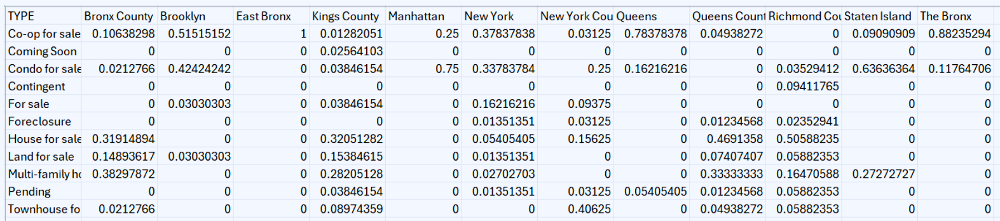 TYPE Bronx County Brooklyn East Bronx Kings County Manhattan New York New York Cou Queens Queens Count Richmond Cou Staten Island The Bronx
Co-op for sale 0.10638298 0.51515152 1 0.01282051 0.25 0.37837838 0.03125 0.78378378 0.04938272 0 0.09090909 0.88235294
Coming Soon 0 0 0 0.02564103 0 0 0 0 0 0 0 0
Condo for sale 0.0212766 0.42424242 0 0.03846154 0.75 0.33783784 0.25 0.16216216 0 0.03529412 0.63636364 0.11764706
Contingent 0 0 0 0 0 0 0 0 0 0.09411765 0 0
For sale 0 0.03030303 0 0.03846154 0 0.16216216 0.09375 0 0 0 0 0
Foreclosure 0 0 0 0 0 0.01351351 0.03125 0 0.01234568 0.02352941 0 0
House for sale 0.31914894 0 0 0.32051282 0 0.05405405 0.15625 0 0.4691358 0.50588235 0 0
Land for sale 0.14893617 0.03030303 0 0.15384615 0 0.01351351 0 0 0.07407407 0.05882353 0 0
Multi-family ho 0.38297872 0 0 0.28205128 0 0.02702703 0 0 0.33333333 0.16470588 0.27272727 0
Pending 0 0 0 0.03846154 0 0.01351351 0.03125 0.05405405 0.01234568 0.05882353 0 0
Townhouse fo 0.0212766 0 0 0.08974359 0 0 0.40625 0 0.04938272 0.05882353 0 0